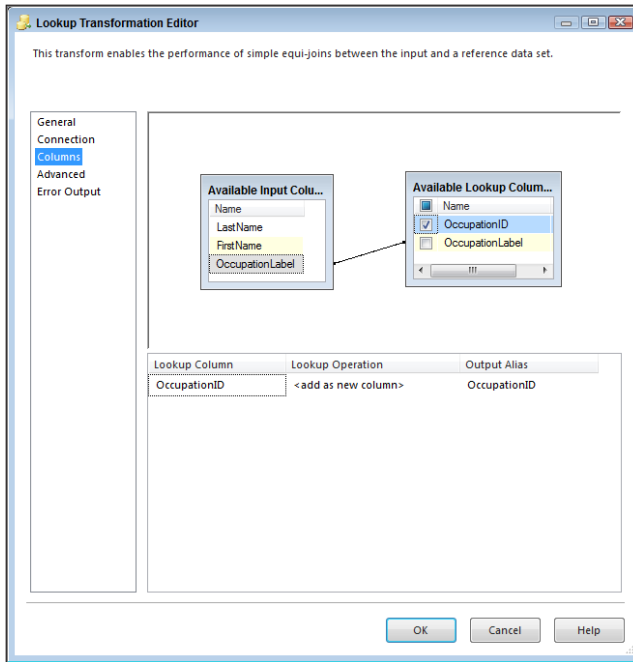 Lookup Transformation Editor
This transform enables the performance of simple equi-joins between the input and a reference data set.
General
Connection
Columns
Advanced
Error Output
Available Input Colu...
Name
LastName
FirstName
OccupationLabel
Available Lookup Colum...
Name
OccupationID
OccupationLabel
Lookup Column Lookup Operation Output Alias
OccupationID <add as new column> OccupationID
OK Cancel Help